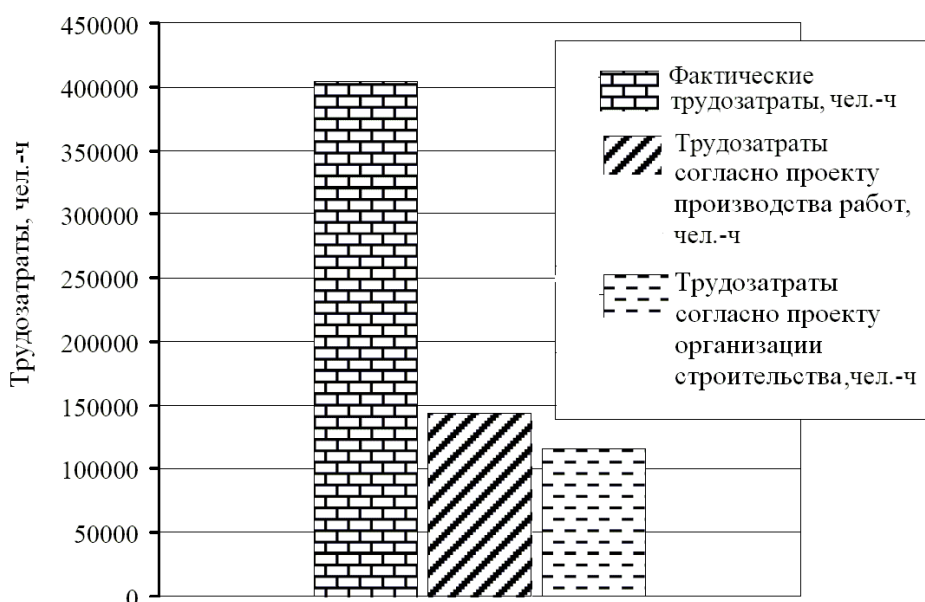 Трудозатраты, чел.-ч
450000
400000
350000
300000
250000
200000
150000
100000
50000
0
Фактические
трудозатраты, чел.-ч
Трудозатраты
согласно проекту
производства работ,
чел.-ч
Трудозатраты
согласно проекту
организации
строительства,чел.-ч